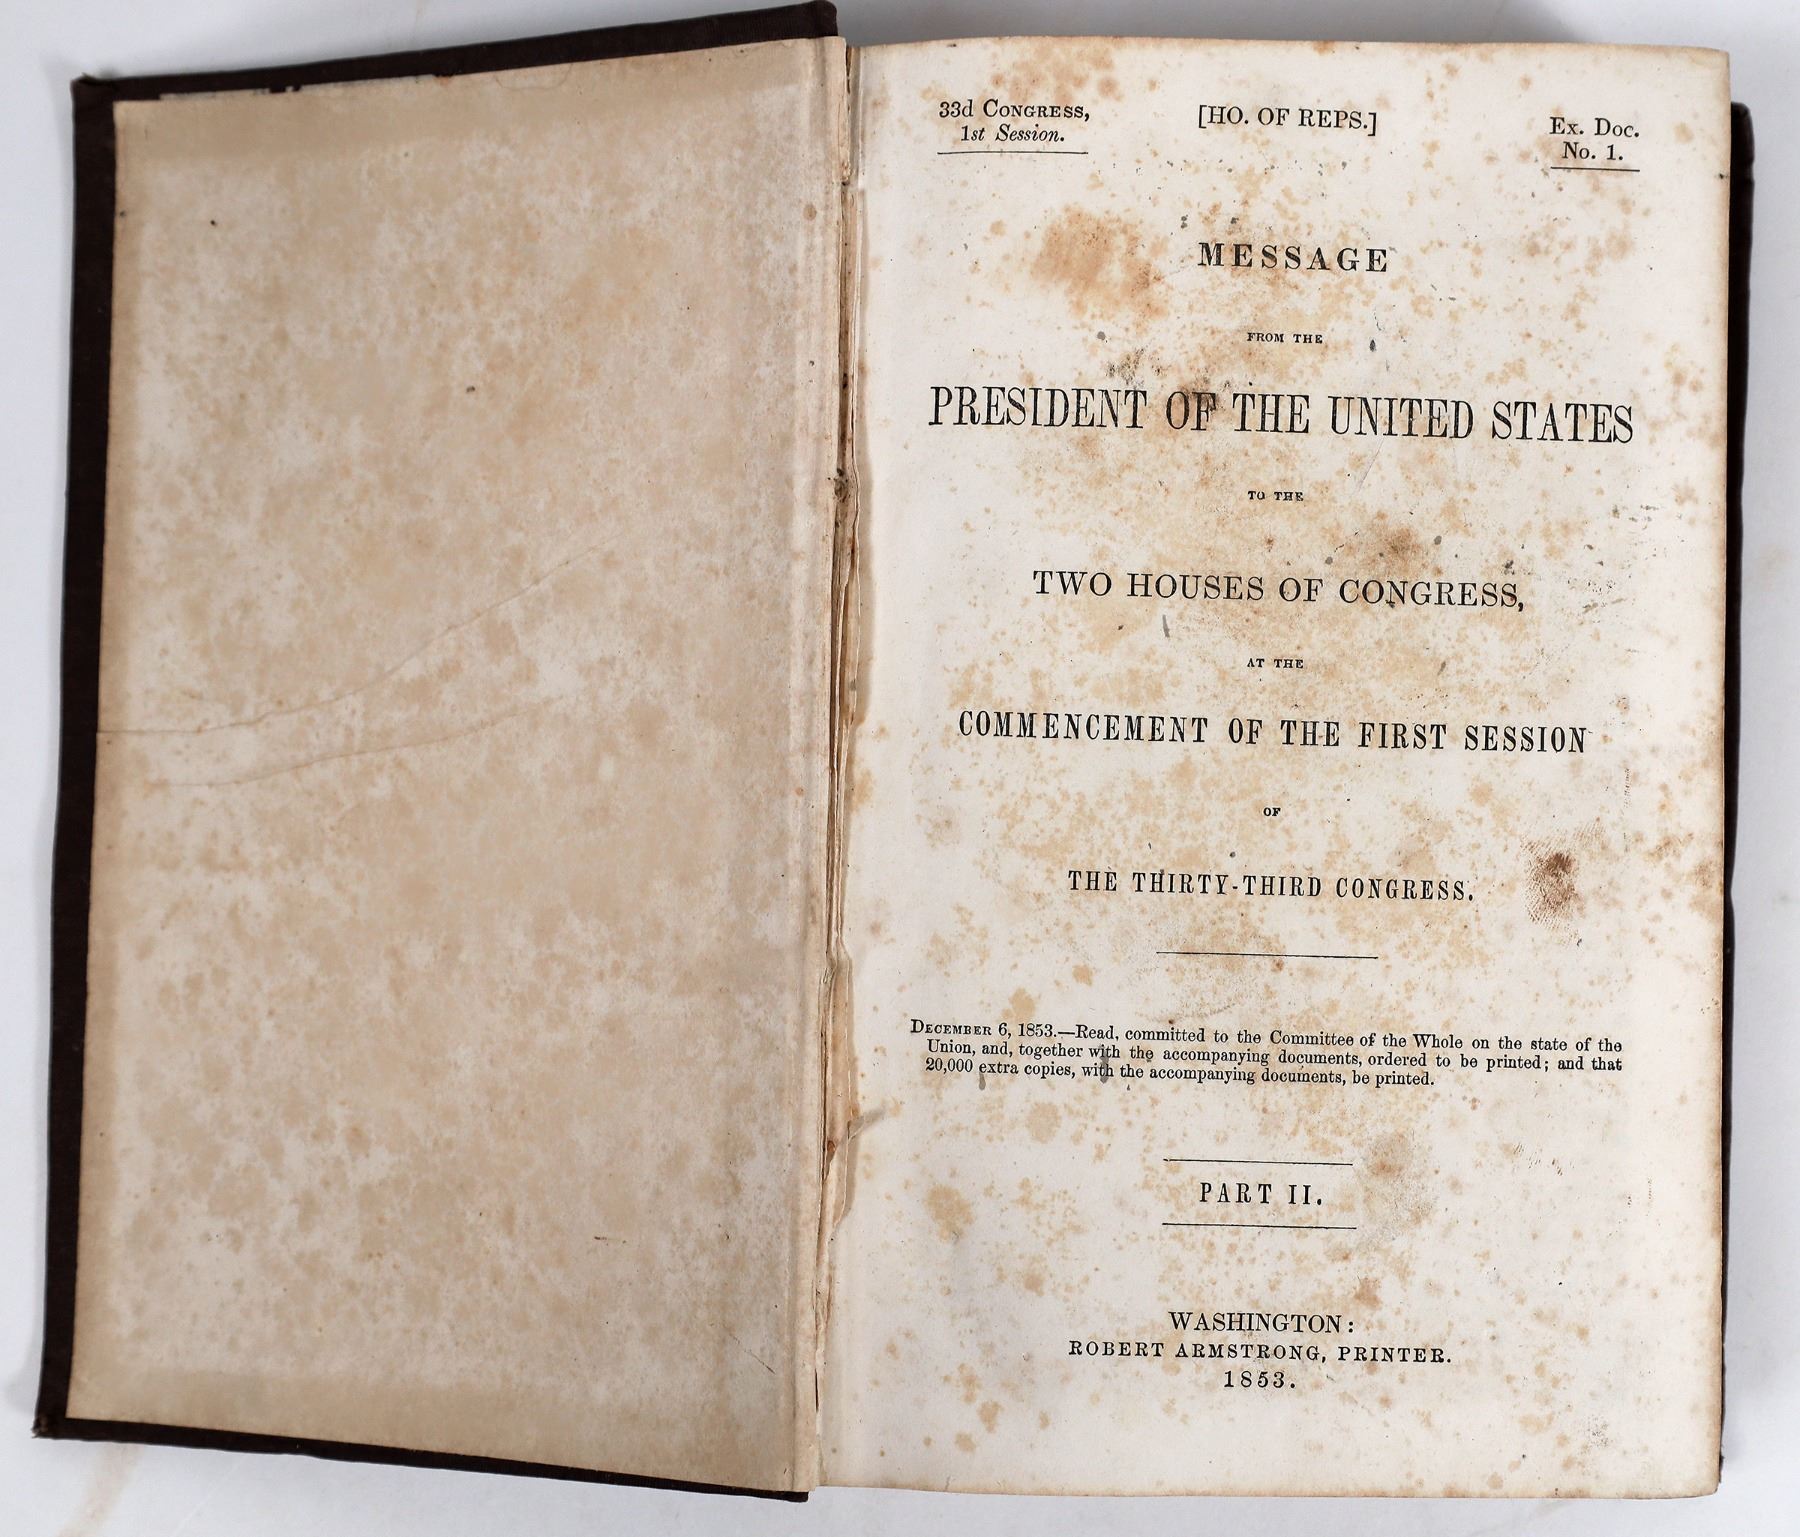 33d Congress,
1st Session.
[HO. OF REPS.]
Ex. Doc.
No. 1.
MESSAGE
FROM THE
PRESIDENT OF THE UNITED STATES
TO THE
TWO HOUSES OF CONGRESS,
AT THE
COMMENCEMENT OF THE FIRST SESSION
OF
THE THIRTY-THIRD CONGRESS.
December 6, 1853.—Read, committed to the Committee of the Whole on the state of the
Union, and, together with the accompanying documents, ordered to be printed; and that
20,000 extra copies, with the accompanying documents, be printed.
PART II.
WASHINGTON:
ROBERT ARMSTRONG, PRINTER.
1853.